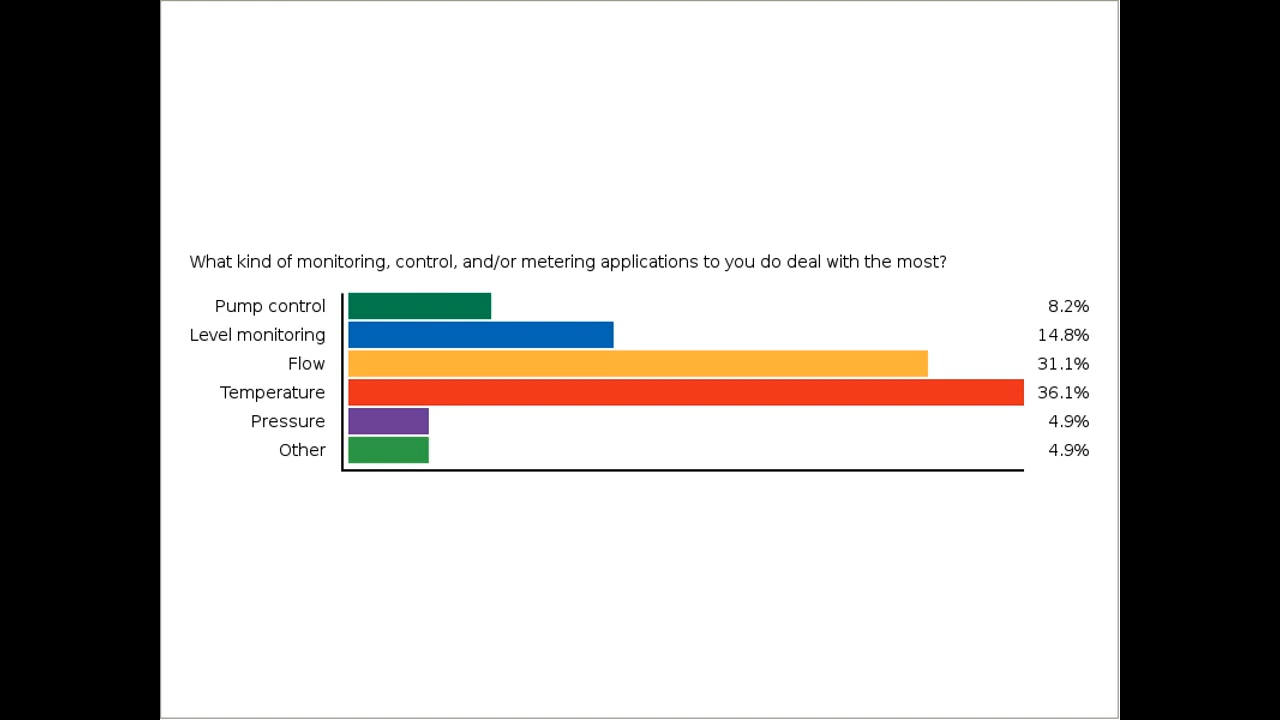 What kind of monitoring, control, and/or metering applications to you do deal with the most?
Pump control 8.2%
Level monitoring 14.8%
Flow 31.1%
Temperature 36.1%
Pressure 4.9%
Other 4.9%